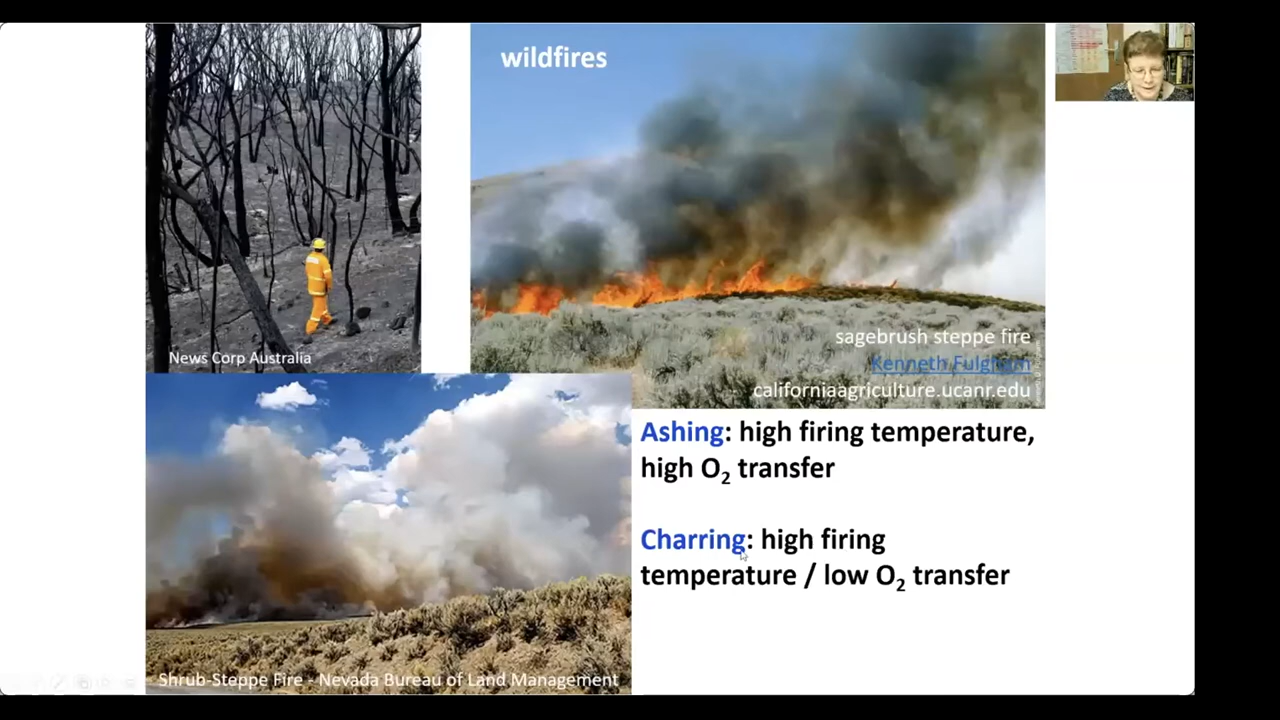 wildfires
News Corp Australia
sagebrush steppe fire
Kenneth Fulgham
californiaagriculture.ucanr.edu
Ashing: high firing temperature,
high O₂ transfer
Charring: high firing
temperature / low O₂ transfer
Shrub-Steppe Fire - Nevada Bureau of Land Management